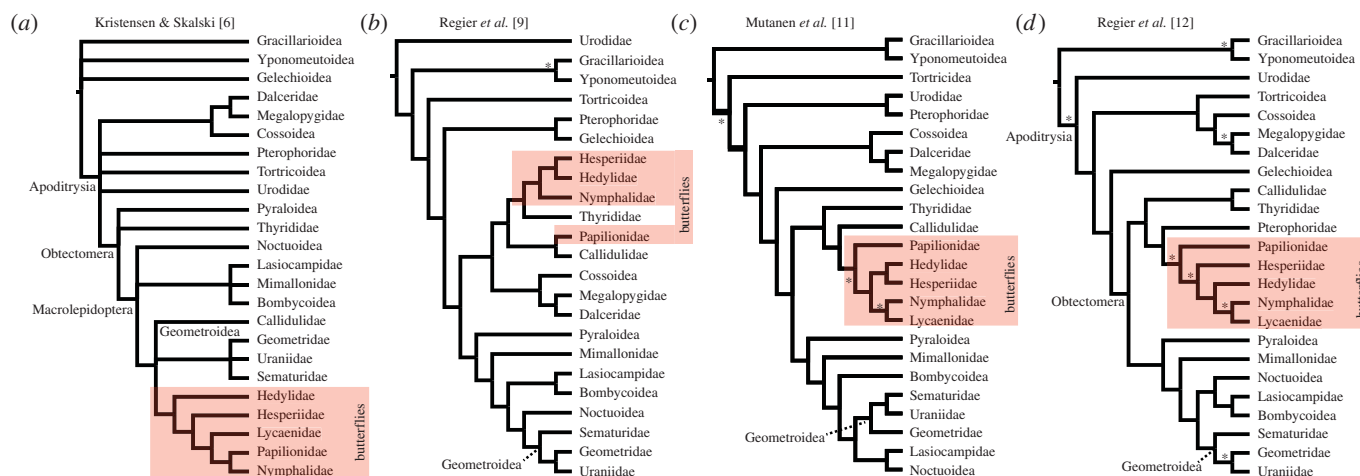 (a) Kristensen & Skalski [6]
Gracillarioidea
Yponomeutoidea
Gelechioidea
Dalceridae
Megalopygidae
Cossoidea
Pterophoridae
Tortricoidea
Apoditrysia
Urodidae
Pyraloidea
Thyrididae
Obtectomera
Noctuoidea
Lasiocampidae
Mimallonidae
Macrolepidoptera
Bombycoidea
Callidulidae
Geometroidea
Geometridae
Uraniidae
Sematuridae
Hedylidae
Hesperiidae
Lycaenidae
Papilionidae
Nymphalidae
butterflies
(b) Regier et al. [9]
Urodidae
*
Gracillarioidea
Yponomeutoidea
Tortricoidea
Pterophoridae
Gelechioidea
Hesperiidae
Hedylidae
Nymphalidae
Thyrididae
Papilionidae
Callidulidae
butterflies
Cossoidea
Megalopygidae
Dalceridae
Pyraloidea
Mimallonidae
Lasiocampidae
Bombycoidea
Noctuoidea
Sematuridae
Geometridae
Geometroidea
Uraniidae
(c) Mutanen et al. [11]
Gracillarioidea
Yponomeutoidea
Tortricidea
*
Urodidae
Pterophoridae
Cossoidea
Dalceridae
Megalopygidae
Gelechioidea
Thyrididae
Callidulidae
Papilionidae
*
Hedylidae
Hesperiidae
*
Nymphalidae
Lycaenidae
butterflies
Pyraloidea
Mimallonidae
Bombycoidea
Sematuridae
Uraniidae
Geometroidea
Geometridae
Lasiocampidae
Noctuoidea
(d) Regier et al. [12]
*
Gracillarioidea
Yponomeutoidea
Urodidae
*
Tortricoidea
Apoditrysia
Cossoidea
*
Megalopygidae
Dalceridae
Gelechioidea
Callidulidae
Thyrididae
Pterophoridae
*
Papilionidae
*
Hesperiidae
Hedylidae
Obtectomera
*
Nymphalidae
Lycaenidae
butterflies
Pyraloidea
Mimallonidae
Noctuoidea
Lasiocampidae
Bombycoidea
Sematuridae
*
Geometridae
Geometroidea
Uraniidae